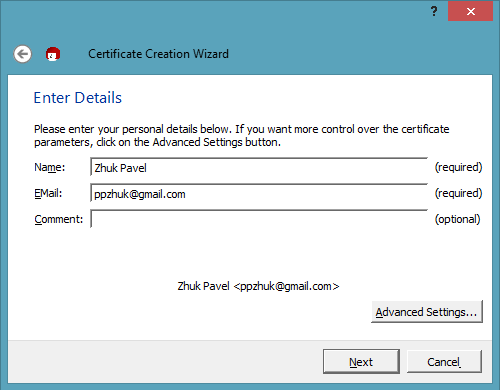 ?
Certificate Creation Wizard
Enter Details
Please enter your personal details below. If you want more control over the certificate
parameters, click on the Advanced Settings button.
Name: Zhuk Pavel (required)
EMail: ppzhuk@gmail.com (required)
Comment: (optional)
Zhuk Pavel <ppzhuk@gmail.com>
Advanced Settings...
Next Cancel